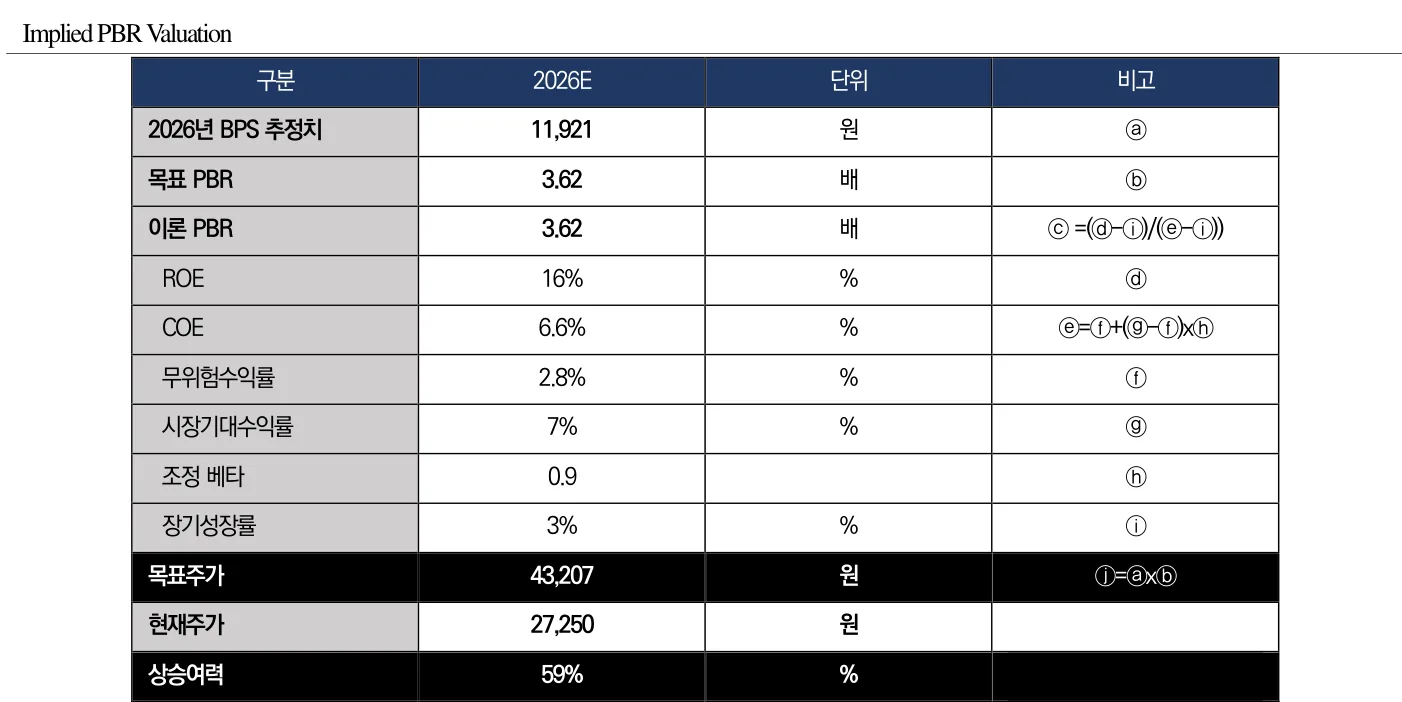 Implied PBR Valuation
구분 2026E 단위 비고
2026년 BPS 추정치 11,921 원 ⓐ
목표 PBR 3.62 배 ⓑ
이론 PBR 3.62 배 ⓒ =(ⓓ-ⓘ)/(ⓔ-ⓘ))
ROE 16% % ⓓ
COE 6.6% % ⓔ=ⓕ+(ⓖ-ⓕ)xⓗ
무위험수익률 2.8% % ⓕ
시장기대수익률 7% % ⓖ
조정 베타 0.9 ⓗ
장기성장률 3% % ⓘ
목표주가 43,207 원 ⓙ=ⓐxⓑ
현재주가 27,250 원
상승여력 59% %